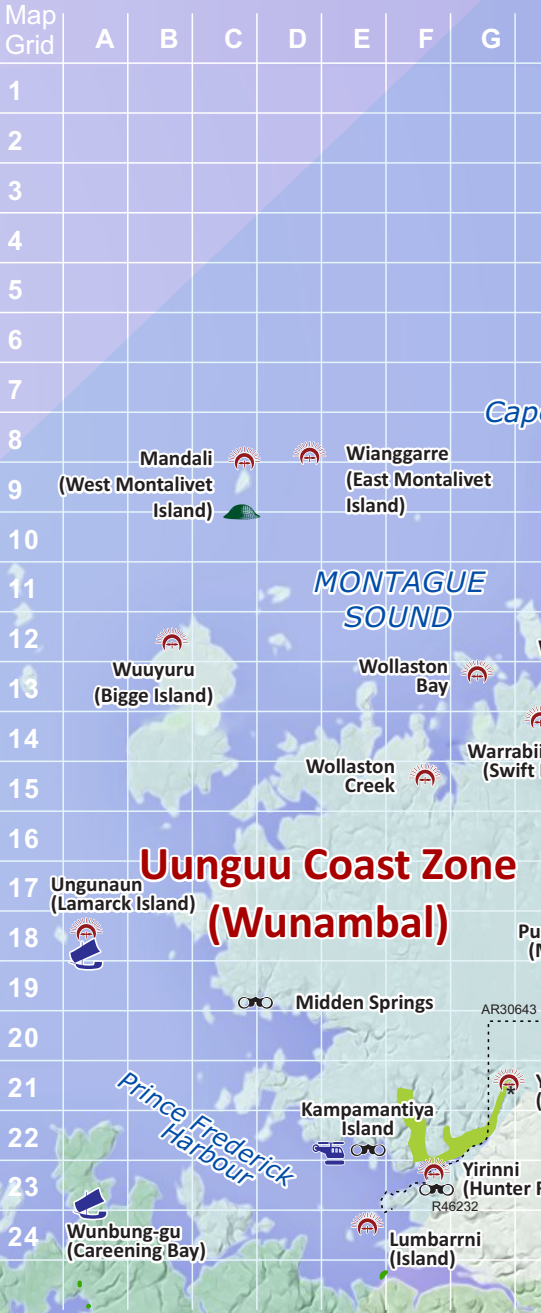 Map
Grid
A B C D E F G
1
2
3
4
5
6
7
8
9
10
11
12
13
14
15
16
17
18
19
20
21
22
23
24
Mandali
(West Montalivet
Island)
Wianggarre
(East Montalivet
Island)
MONTAGUE
SOUND
Wuuyuru
(Bigge Island)
Wollaston
Bay
Wollaston
Creek
(Swift
Uunguu Coast Zone
(Wunambal)
Ungunaun
(Lamarck Island)
Midden Springs
AR30643
Prince Frederick
Harbour
Kampamantiya
Island
Yirinni
(Hunter
R46232
Wunbung-gu
(Careening Bay)
Lumbarrni
(Island)